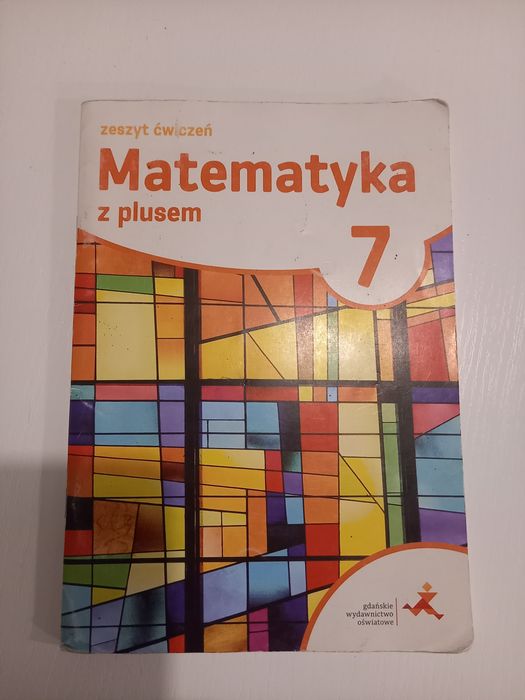 zeszyt ćwiczeń
Matematyka
z plusem
7
gdańskie
wydawnictwo
oświatowe